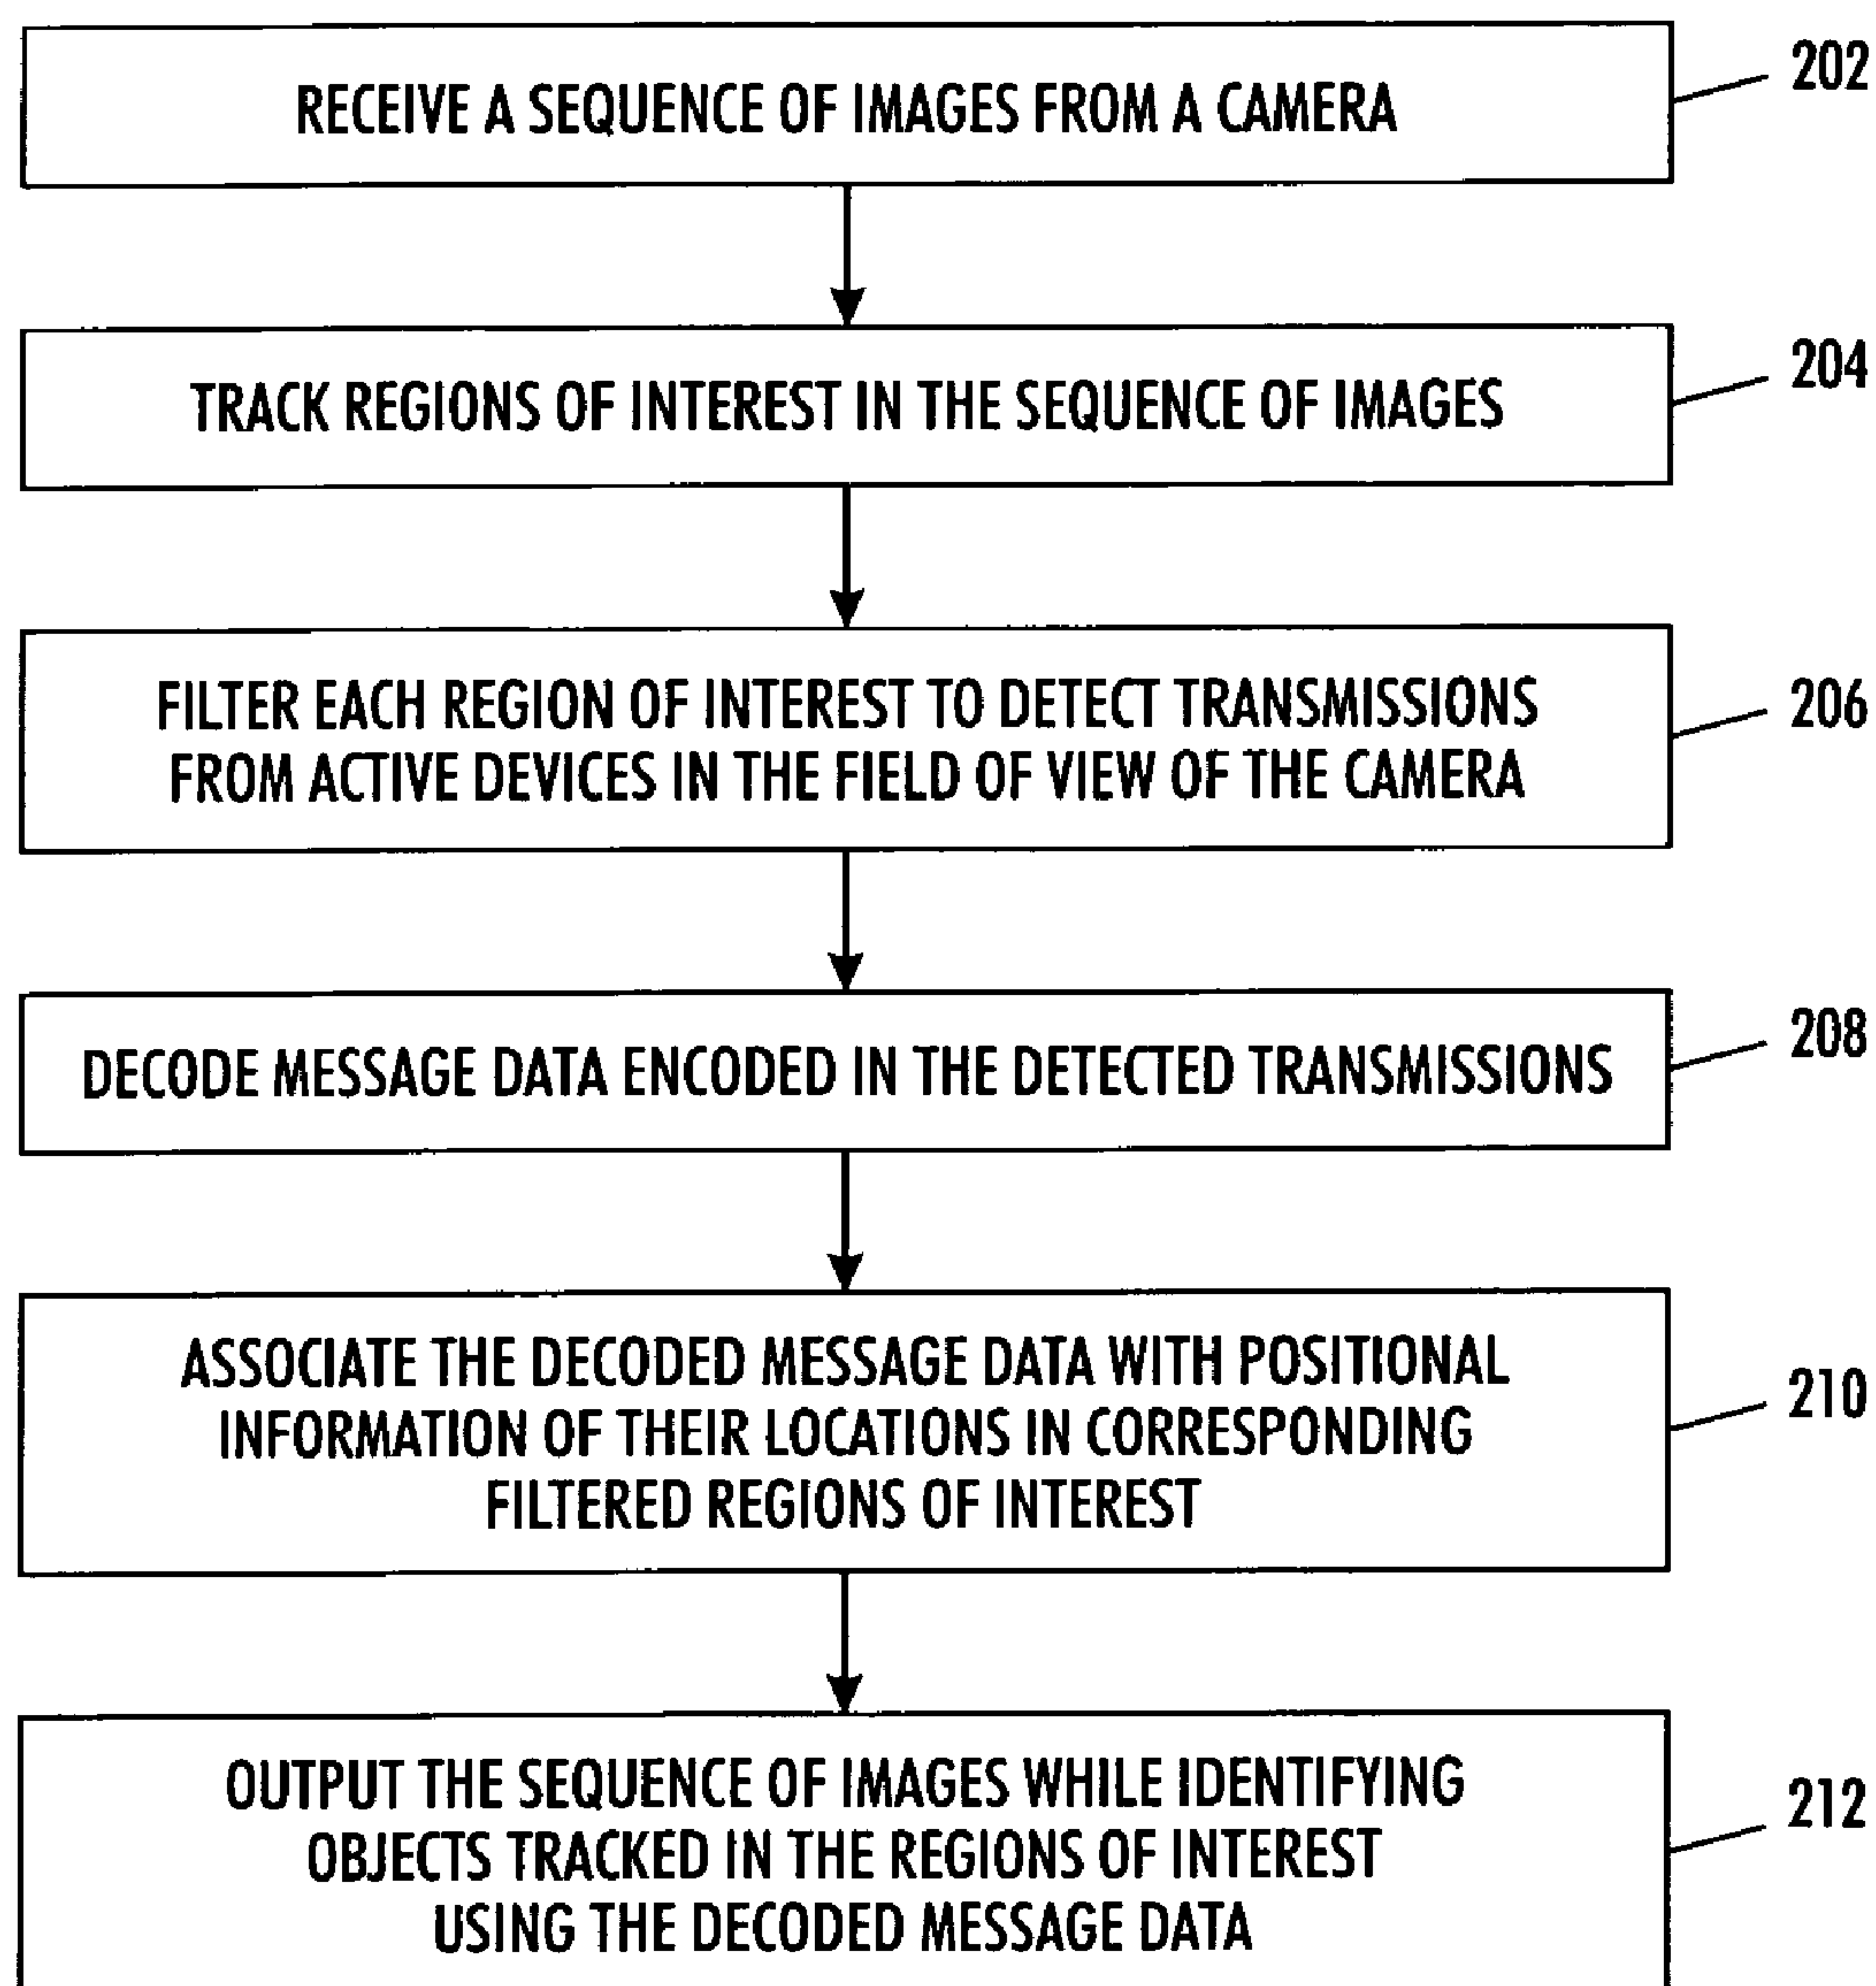 RECEIVE A SEQUENCE OF IMAGES FROM A CAMERA
202
TRACK REGIONS OF INTEREST IN THE SEQUENCE OF IMAGES
204
FILTER EACH REGION OF INTEREST TO DETECT TRANSMISSIONS
FROM ACTIVE DEVICES IN THE FIELD OF VIEW OF THE CAMERA
206
DECODE MESSAGE DATA ENCODED IN THE DETECTED TRANSMISSIONS
208
ASSOCIATE THE DECODED MESSAGE DATA WITH POSITIONAL
INFORMATION OF THEIR LOCATIONS IN CORRESPONDING
FILTERED REGIONS OF INTEREST
210
OUTPUT THE SEQUENCE OF IMAGES WHILE IDENTIFYING
OBJECTS TRACKED IN THE REGIONS OF INTEREST
USING THE DECODED MESSAGE DATA
212